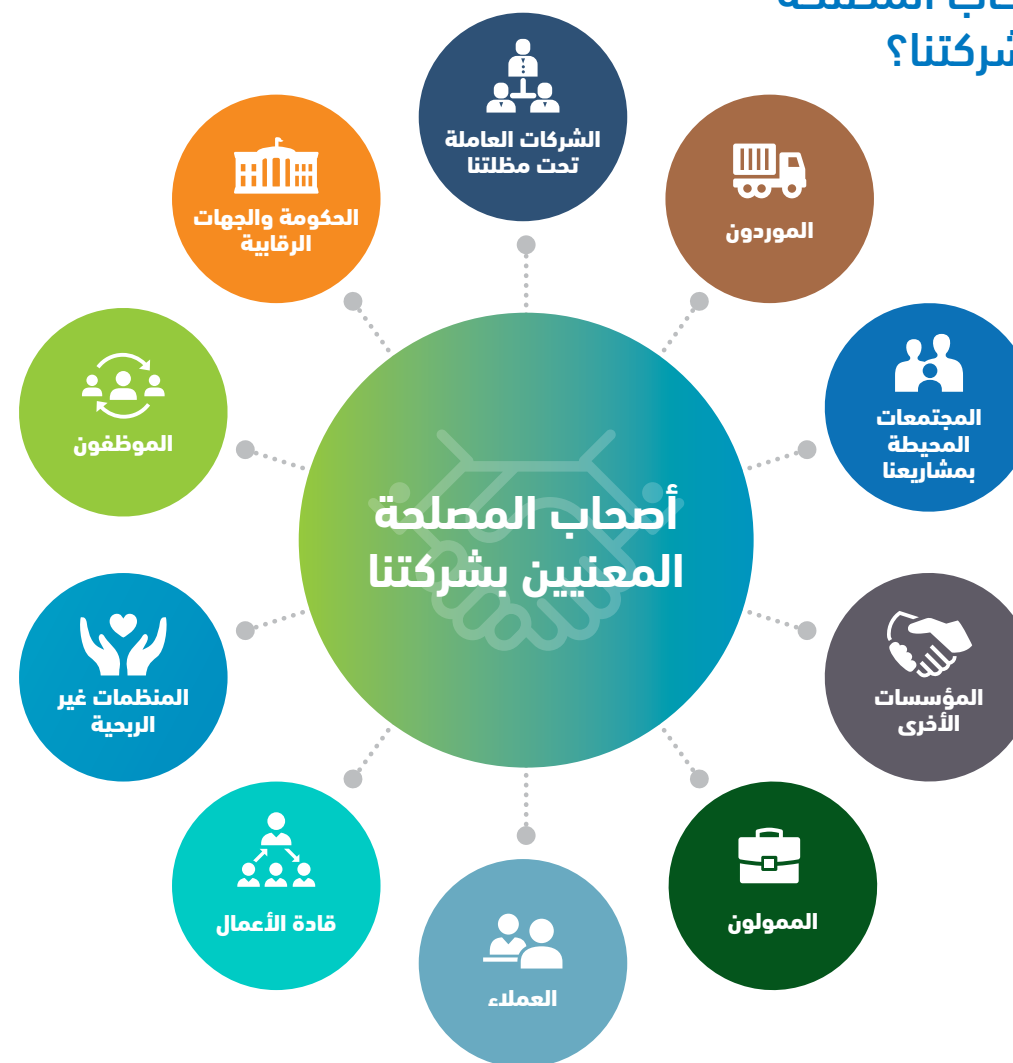 المصلحة
شركتنا؟
الشركات العاملة
تحت مظلتنا
الموردون
المجتمعات
المحيطة
بمشاريعنا
المؤسسات
الأخرى
الممولون
العملاء
قادة الأعمال
المنظمات غير
الربحية
الموظفون
الحكومة والجهات
الرقابية
أصحاب المصلحة
المعنيين بشركتنا